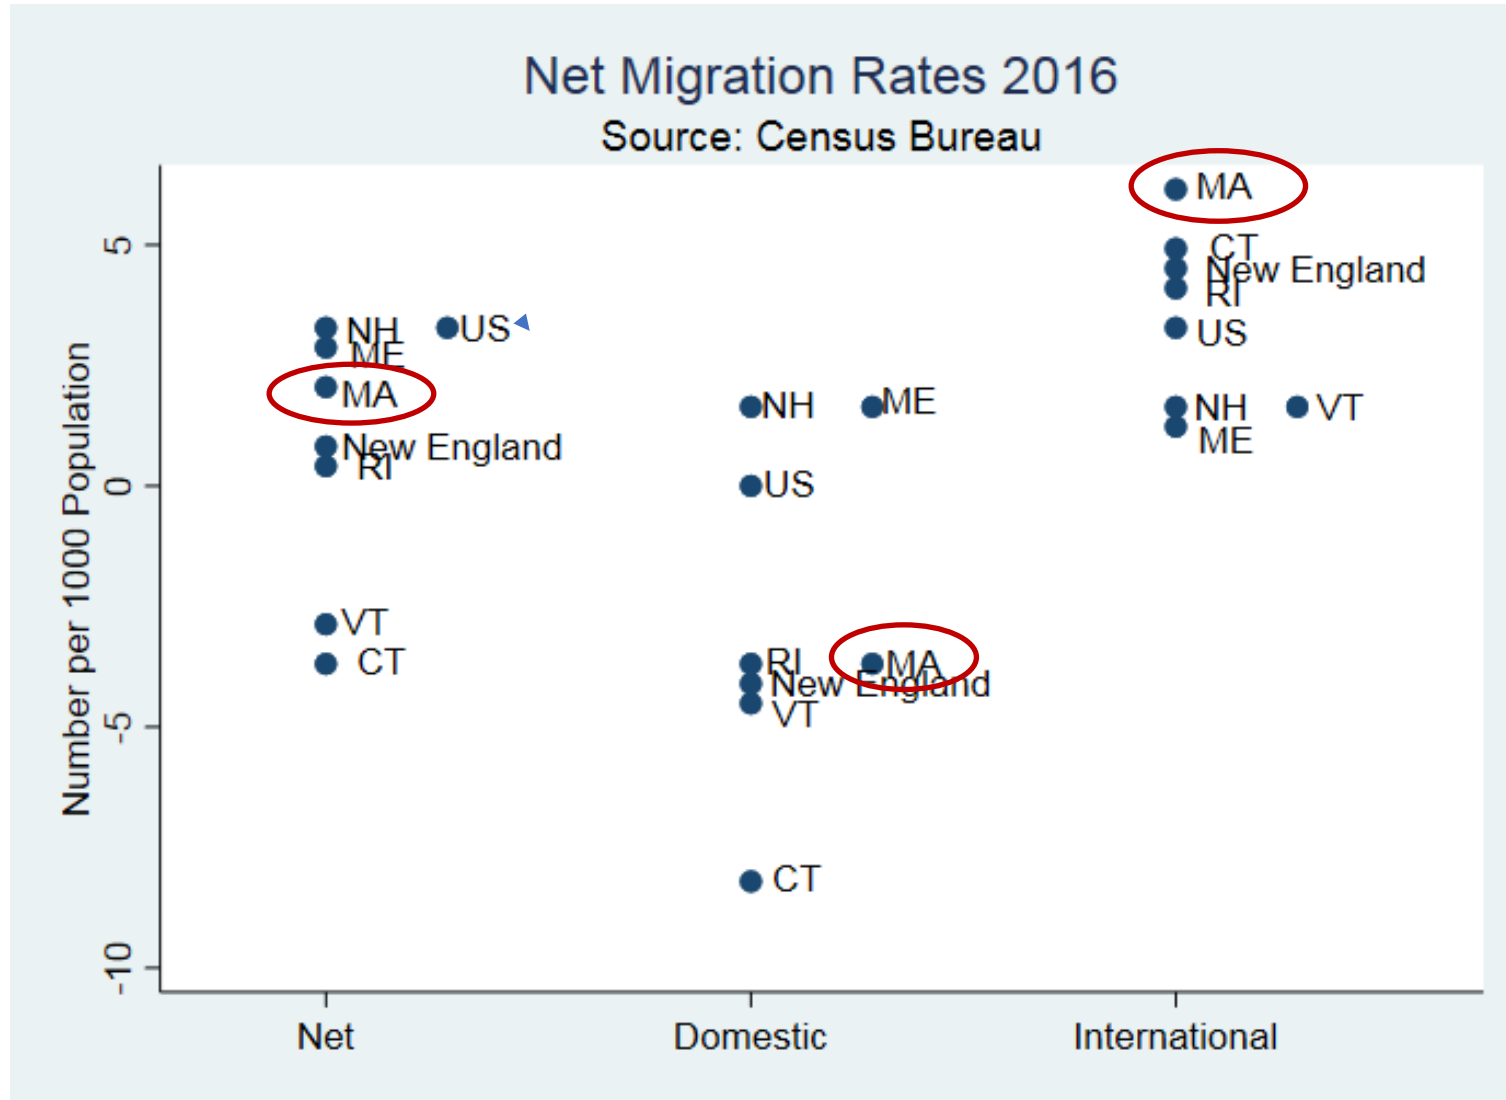 Net Migration Rates 2016
Source: Census Bureau
Number per 1000 Population
5
0
-5
-10
NH
US
ME
MA
New England
RI
VT
CT
NH
ME
US
RI
MA
New England
VT
CT
MA
CT
New England
RI
US
NH
VT
ME
Net
Domestic
International